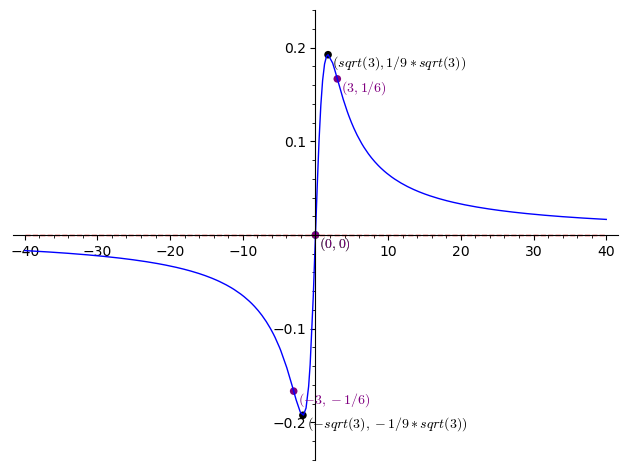 0.2
(sqrt(3), 1/9 * sqrt(3))
(3, 1/6)
0.1
(0, 0)
−40 −30 −20 −10 10 20 30 40
−0.1
(−3, −1/6)
−0.2
(−sqrt(3), −1/9 * sqrt(3))